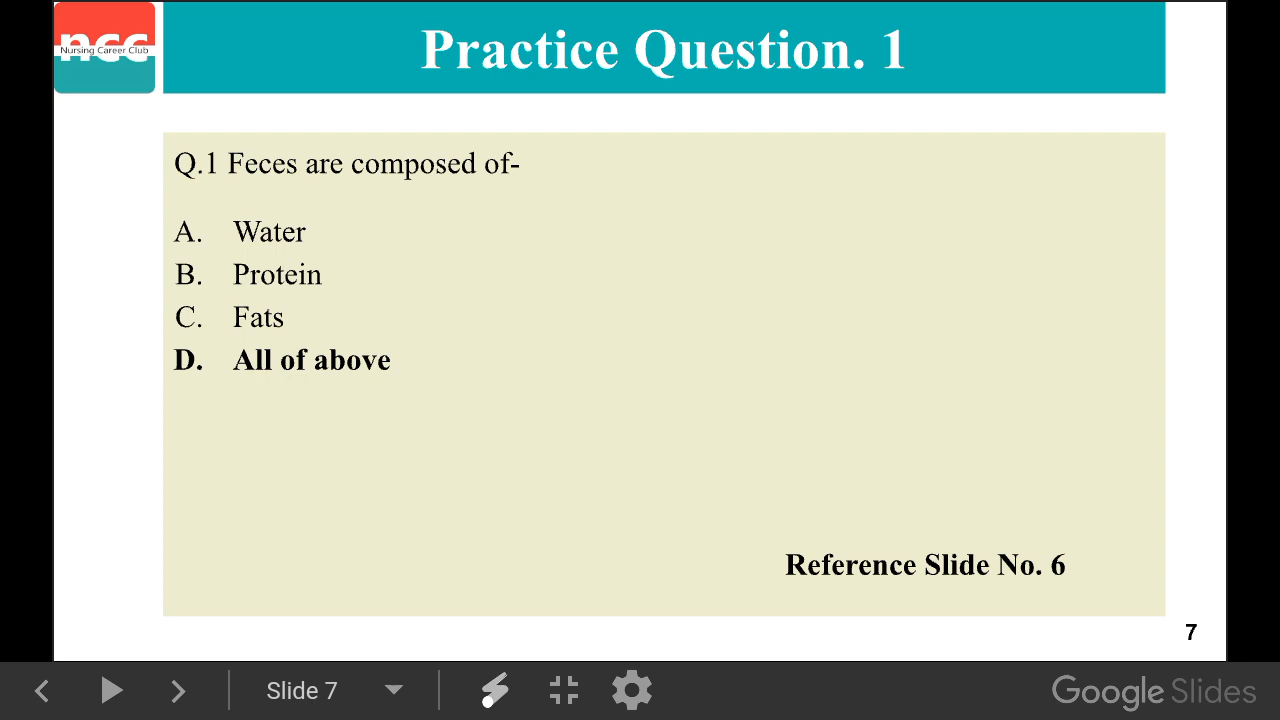 ncc
Nursing Career Club
Practice Question. 1
Q.1 Feces are composed of-
A. Water
B. Protein
C. Fats
D. All of above
Reference Slide No. 6
7
Slide 7
Google Slides